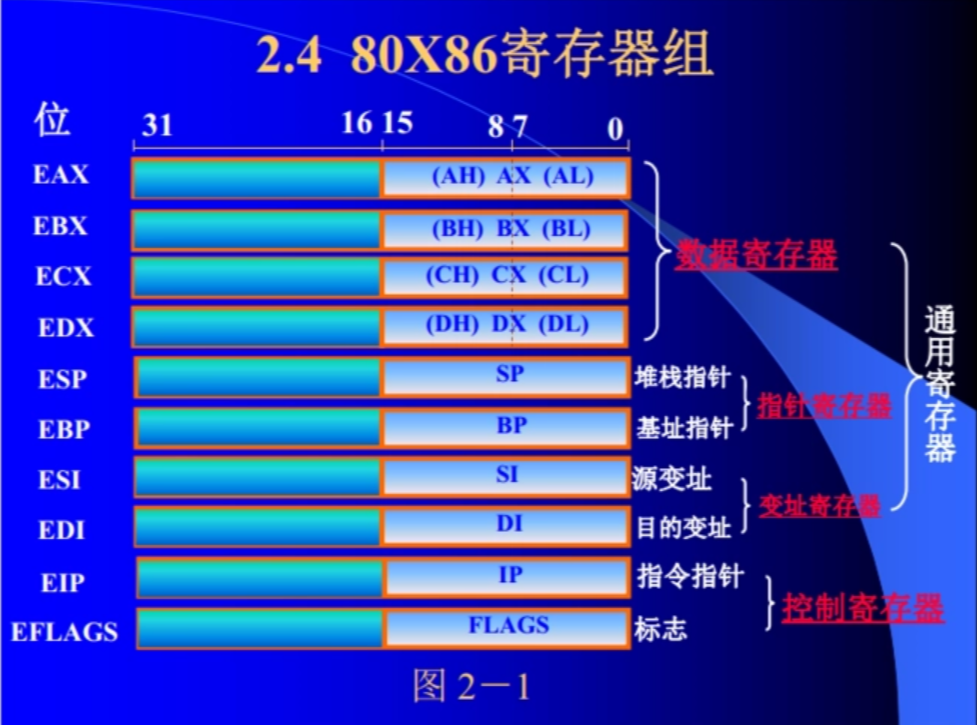 2.4 80X86寄存器组
位 31 16 15 8 7 0
EAX (AH) AX (AL)
EBX (BH) BX (BL)
数据寄存器
ECX (CH) CX (CL)
EDX (DH) DX (DL)
通用寄存器
ESP SP 堆栈指针
指针寄存器
EBP BP 基址指针
ESI SI 源变址
变址寄存器
EDI DI 目的变址
EIP IP 指令指针
控制寄存器
EFLAGS FLAGS 标志
图 2－1